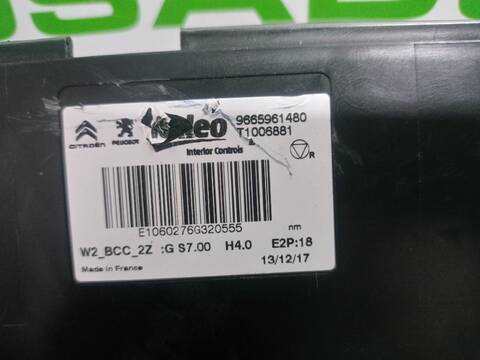 USADO
CITROËN PEUGEOT Valeo 9665961480
T1006881
Interior Controls R
E1060276G320555 nm
W2_BCC_2Z :G S7.00 H4.0 E2P:18
Made in France 13/12/17